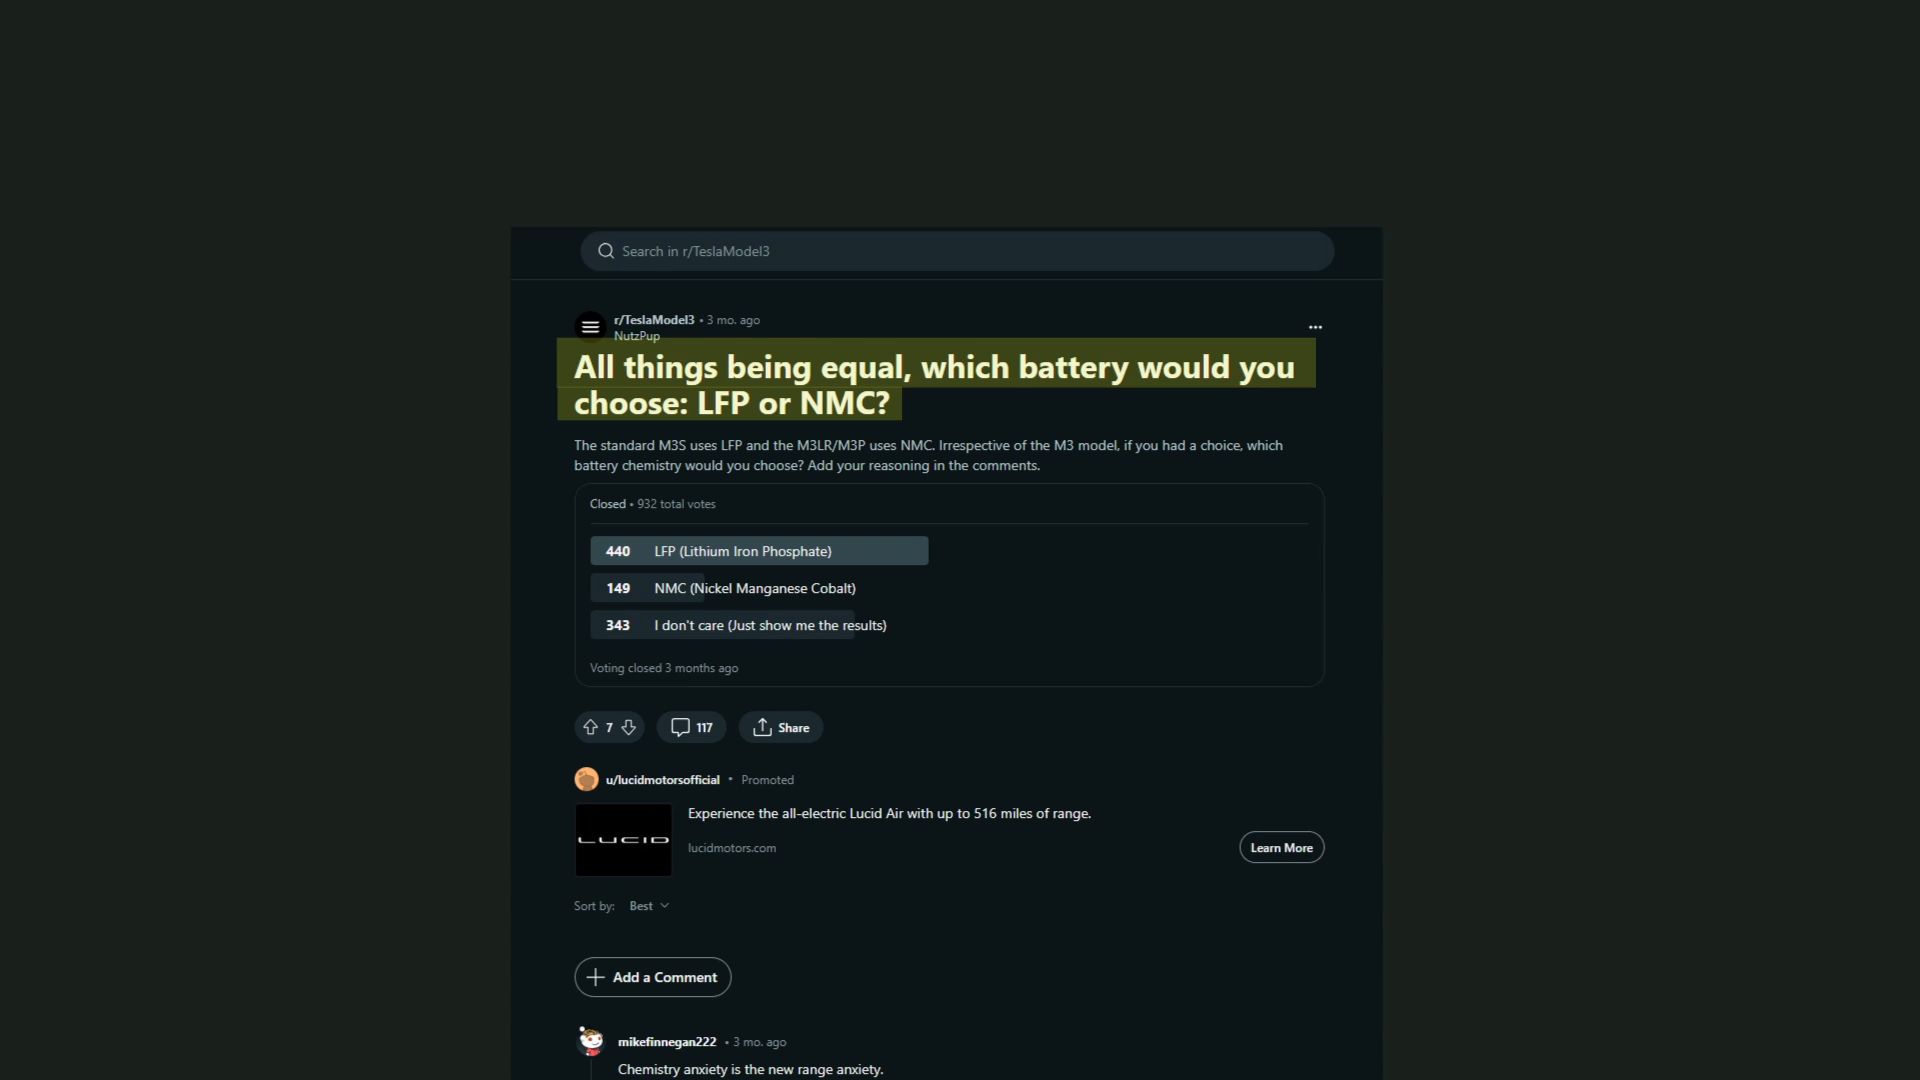 Search in r/TeslaModel3
r/TeslaModel3 • 3 mo. ago
NutzPup
All things being equal, which battery would you
choose: LFP or NMC?
The standard M3S uses LFP and the M3LR/M3P uses NMC. Irrespective of the M3 model, if you had a choice, which
battery chemistry would you choose? Add your reasoning in the comments.
Closed • 932 total votes
440 LFP (Lithium Iron Phosphate)
149 NMC (Nickel Manganese Cobalt)
343 I don't care (Just show me the results)
Voting closed 3 months ago
7 117 Share
u/lucidmotorsofficial • Promoted
Experience the all-electric Lucid Air with up to 516 miles of range.
LUCID
lucidmotors.com
Learn More
Sort by: Best
Add a Comment
mikefinnegan222 • 3 mo. ago
Chemistry anxiety is the new range anxiety.